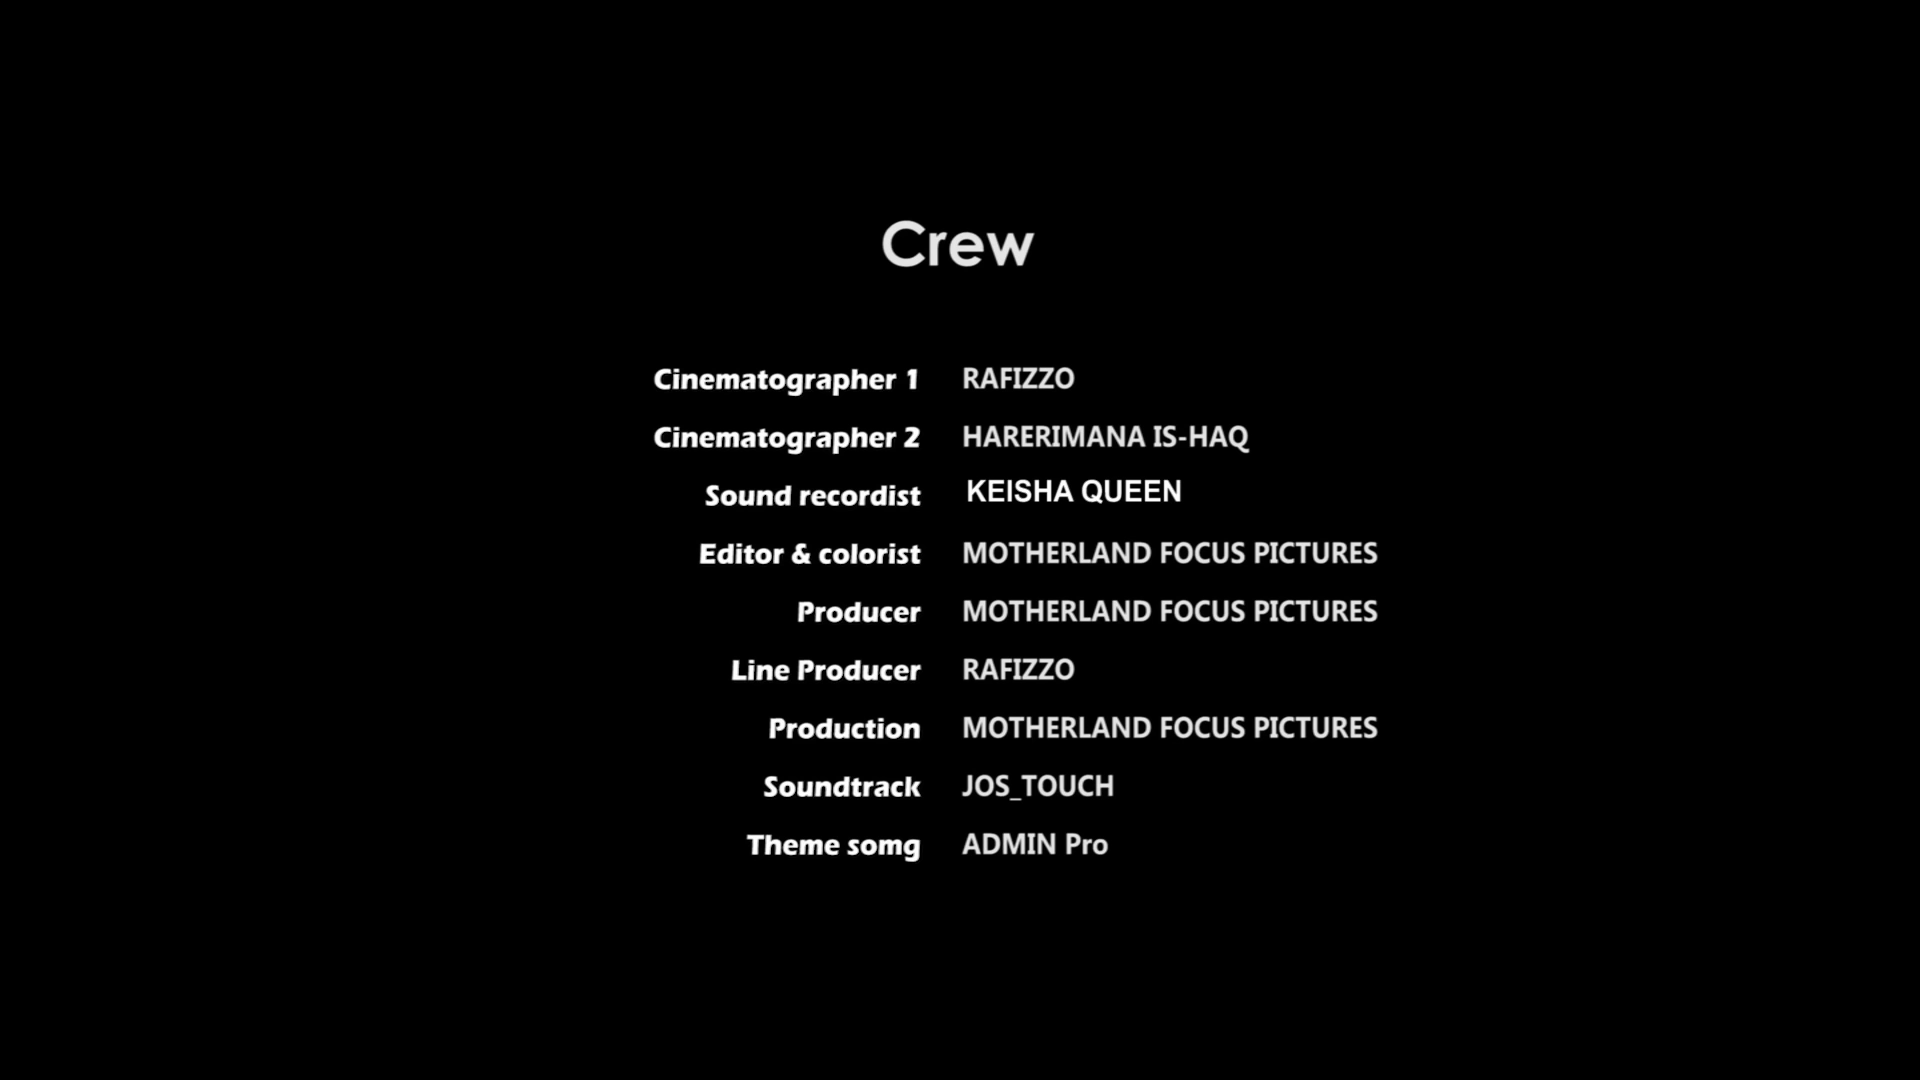 Crew
Cinematographer 1 RAFIZZO
Cinematographer 2 HARERIMANA IS-HAQ
Sound recordist KEISHA QUEEN
Editor & colorist MOTHERLAND FOCUS PICTURES
Producer MOTHERLAND FOCUS PICTURES
Line Producer RAFIZZO
Production MOTHERLAND FOCUS PICTURES
Soundtrack JOS_TOUCH
Theme somg ADMIN Pro